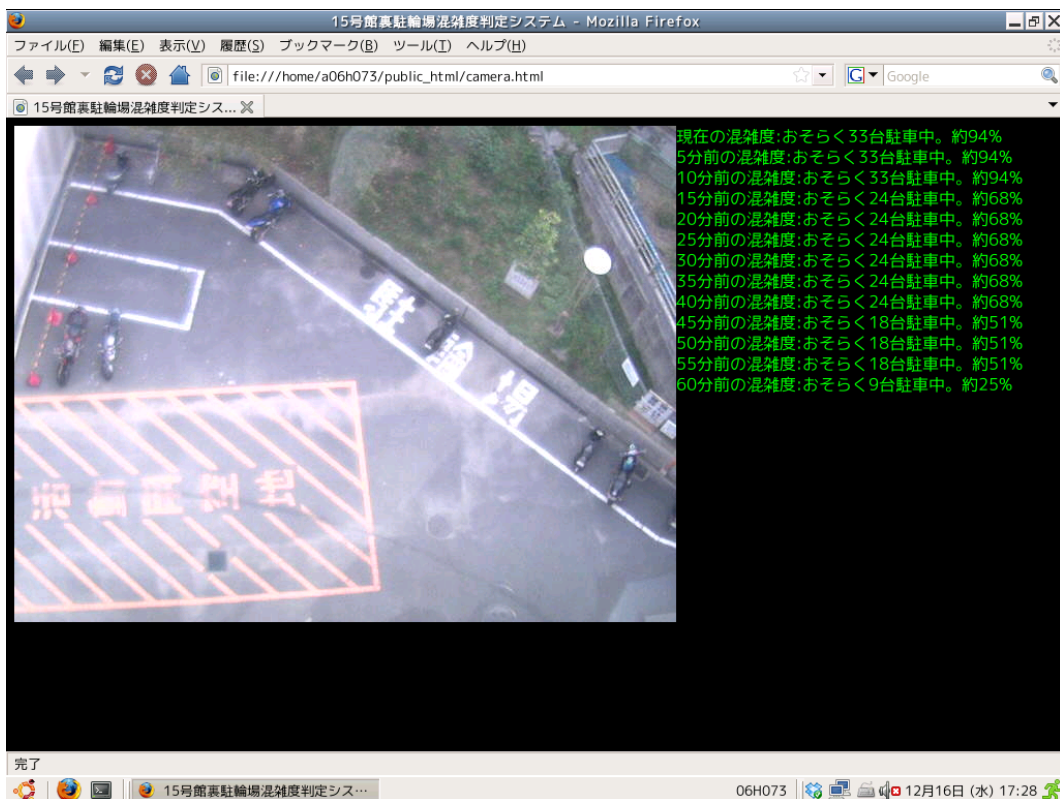 15号館裏駐輪場混雑度判定システム - Mozilla Firefox
ファイル(F) 編集(E) 表示(V) 履歴(S) ブックマーク(B) ツール(T) ヘルプ(H)
file:///home/a06h073/public_html/camera.html
G
Google
15号館裏駐輪場混雑度判定シス...
現在の混雑度:おそらく33台駐車中。約94%
5分前の混雑度:おそらく33台駐車中。約94%
10分前の混雑度:おそらく33台駐車中。約94%
15分前の混雑度:おそらく24台駐車中。約68%
20分前の混雑度:おそらく24台駐車中。約68%
25分前の混雑度:おそらく24台駐車中。約68%
30分前の混雑度:おそらく24台駐車中。約68%
35分前の混雑度:おそらく24台駐車中。約68%
40分前の混雑度:おそらく24台駐車中。約68%
45分前の混雑度:おそらく18台駐車中。約51%
50分前の混雑度:おそらく18台駐車中。約51%
55分前の混雑度:おそらく18台駐車中。約51%
60分前の混雑度:おそらく9台駐車中。約25%
駐輪場
活動用空地
完了
15号館裏駐輪場混雑度判定シス…
06H073
12月16日 (水) 17:28